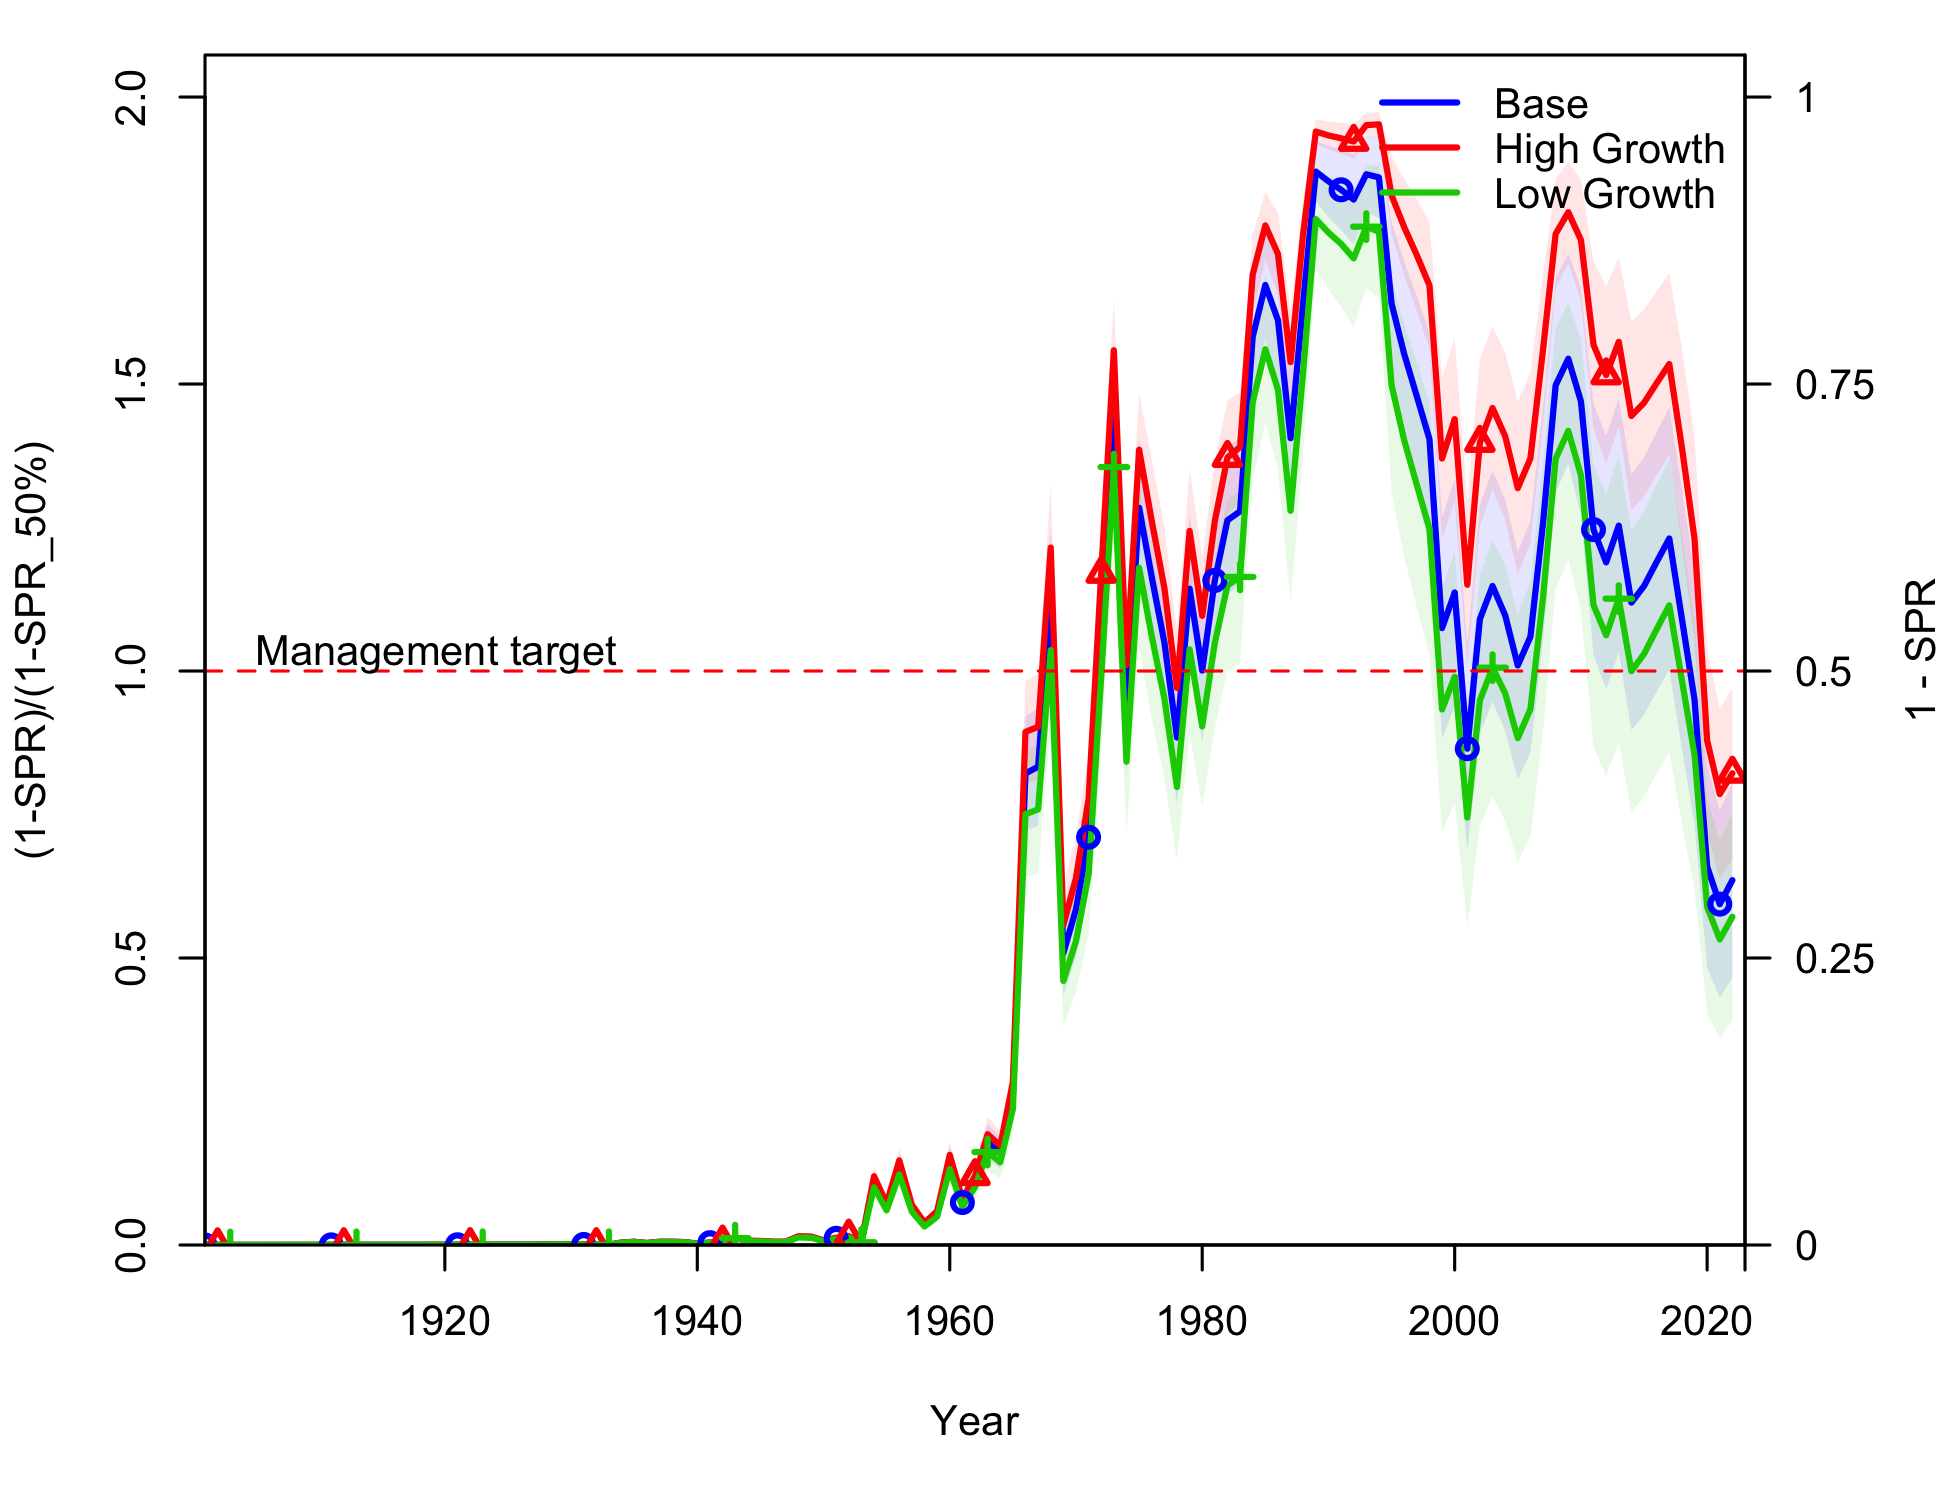 Base
High Growth
Low Growth
Management target
(1-SPR)/(1-SPR_50%)
2.0
1.5
1.0
0.5
0.0
1
0.75
0.5
0.25
0
1 - SPR
1920
1940
1960
1980
2000
2020
Year